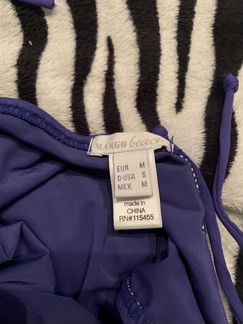 MANGO beach
EUR M
D-USA S
MEX M
made in
CHINA
RN#115455